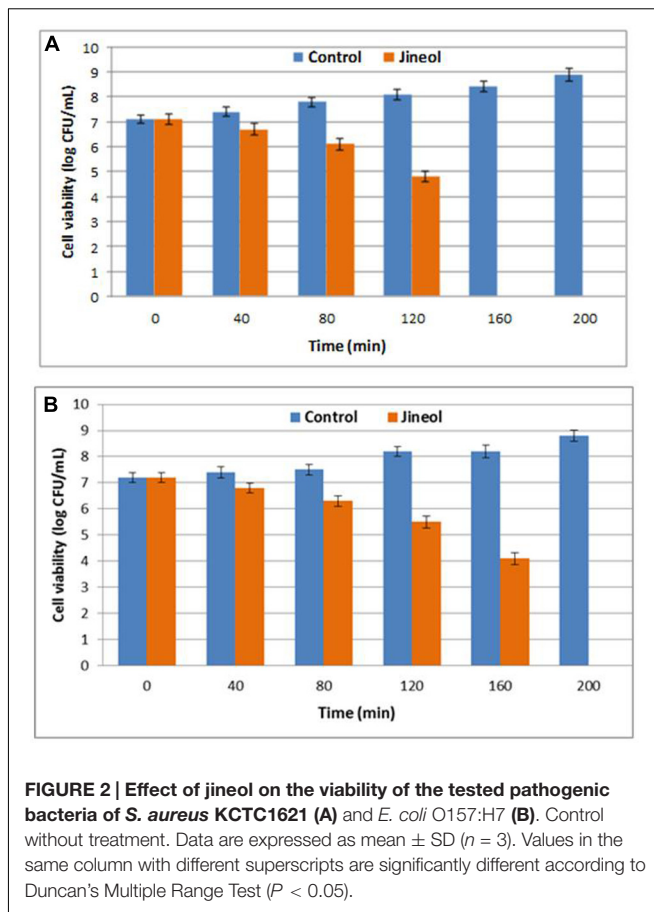 A
Control Jineol
10
9
8
7
6
5
4
3
2
1
0
Cell viability (log CFU/mL)
0 40 80 120 160 200
Time (min)
B
Control Jineol
10
9
8
7
6
5
4
3
2
1
0
Cell viability (log CFU/mL)
0 40 80 120 160 200
Time (min)
FIGURE 2 | Effect of jineol on the viability of the tested pathogenic
bacteria of S. aureus KCTC1621 (A) and E. coli O157:H7 (B). Control
without treatment. Data are expressed as mean ± SD (n = 3). Values in the
same column with different superscripts are significantly different according to
Duncan's Multiple Range Test (P < 0.05).